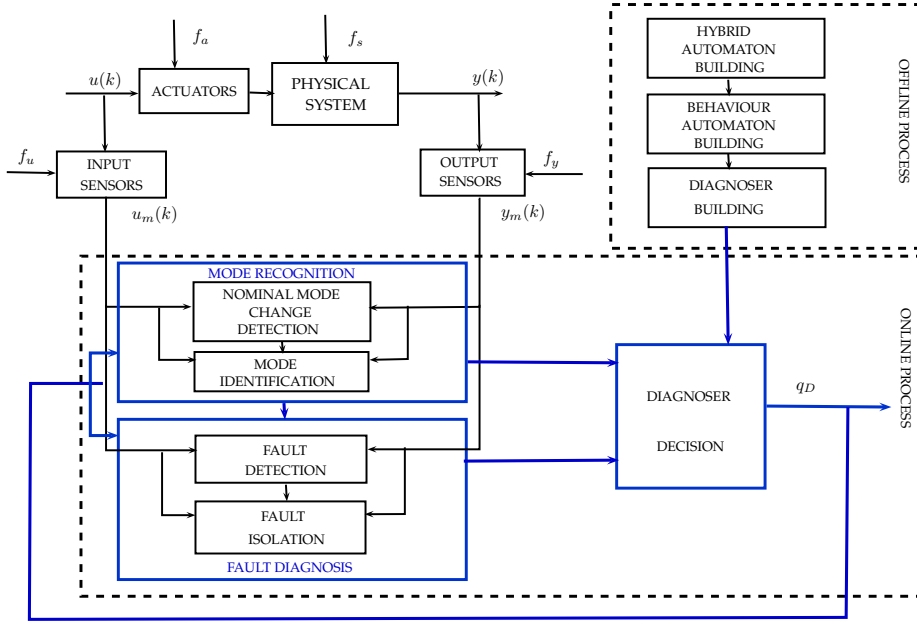 f_a
f_s
HYBRID
AUTOMATON
BUILDING
u(k)
ACTUATORS
PHYSICAL
SYSTEM
y(k)
BEHAVIOUR
AUTOMATON
BUILDING
OFFLINE PROCESS
f_u
INPUT
SENSORS
OUTPUT
SENSORS
f_y
DIAGNOSER
BUILDING
u_m(k)
y_m(k)
MODE RECOGNITION
NOMINAL MODE
CHANGE
DETECTION
MODE
IDENTIFICATION
ONLINE PROCESS
DIAGNOSER
DECISION
q_D
FAULT
DETECTION
FAULT
ISOLATION
FAULT DIAGNOSIS